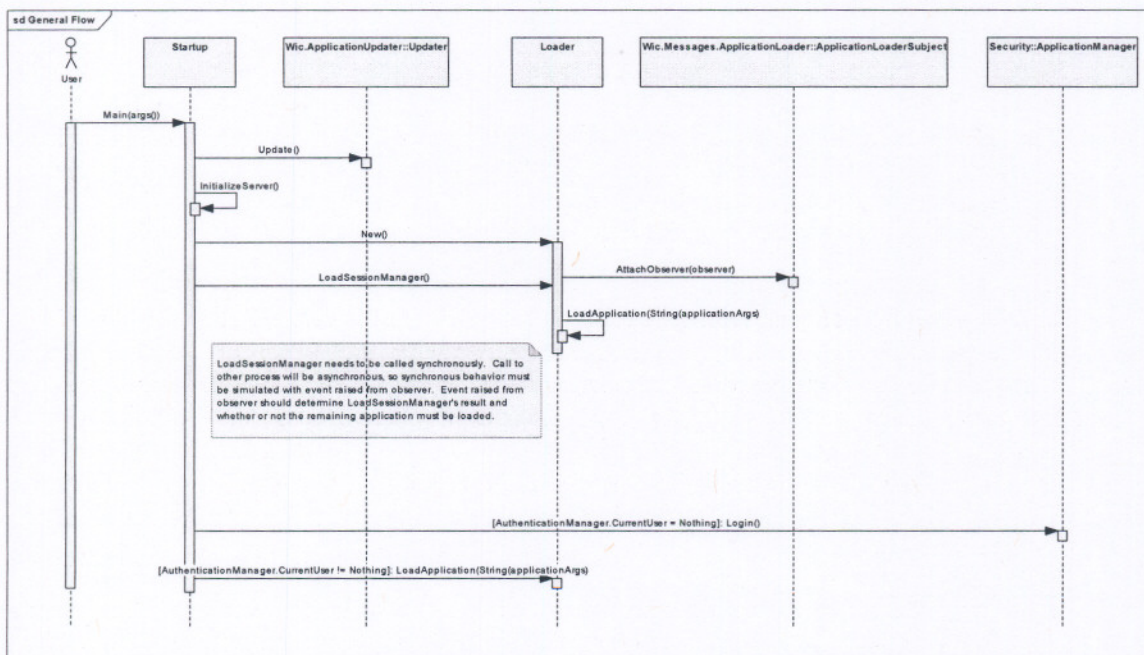 sd General Flow
User
Startup
Wic.ApplicationUpdater::Updater
Loader
Wic.Messages.ApplicationLoader::ApplicationLoaderSubject
Security::ApplicationManager
Main(args())
Update()
InitializeServer()
New()
AttachObserver(observer)
LoadSessionManager()
LoadApplication(String(applicationArgs)
LoadSessionManager needs to be called synchronously. Call to
other process will be asynchronous, so synchronous behavior must
be simulated with event raised from observer. Event raised from
observer should determine LoadSessionManager's result and
whether or not the remaining application must be loaded.
[AuthenticationManager.CurrentUser = Nothing]: Login()
[AuthenticationManager.CurrentUser != Nothing]: LoadApplication(String(applicationArgs)